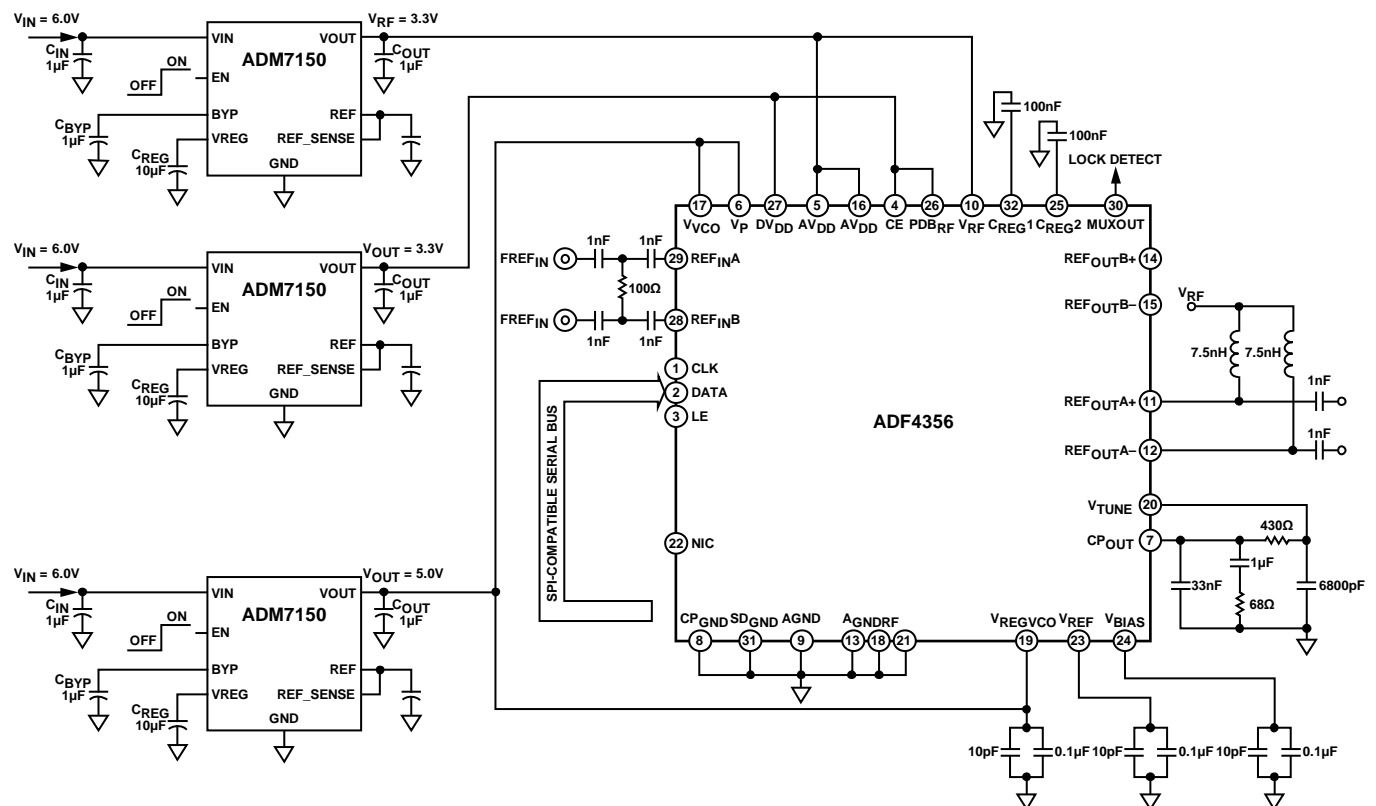 VIN = 6.0V
CIN
1µF
ON
OFF
CBYP
1µF
CREG
10µF
VIN
EN
BYP
VREG
ADM7150
GND
VOUT
REF
REF_SENSE
VRF = 3.3V
COUT
1µF
VIN = 6.0V
CIN
1µF
ON
OFF
CBYP
1µF
CREG
10µF
VIN
EN
BYP
VREG
ADM7150
GND
VOUT
REF
REF_SENSE
VOUT = 3.3V
COUT
1µF
VIN = 6.0V
CIN
1µF
ON
OFF
CBYP
1µF
CREG
10µF
VIN
EN
BYP
VREG
ADM7150
GND
VOUT
REF
REF_SENSE
VOUT = 5.0V
COUT
1µF
100nF
100nF
LOCK DETECT
17 6 27 5 16 4 26 10 32 25 30
VVCO VP DVDD AVDD AVDD CE PDBRF VRF CREG1 CREG2 MUXOUT
FREFIN
1nF 1nF
29 REFINA
100Ω
FREFIN
1nF 1nF
28 REFINB
1 CLK
2 DATA
3 LE
SPI-COMPATIBLE SERIAL BUS
22 NIC
ADF4356
REFOUTB+ 14
REFOUTB− 15
VRF
7.5nH 7.5nH
REFOUTA+ 11
1nF
REFOUTA− 12
1nF
VTUNE 20
430Ω
CPOUT 7
33nF
1µF
68Ω
6800pF
CPGND SDGND AGND AGNDRF VREGVCO VREF VBIAS
8 31 9 13 18 21 19 23 24
10pF 0.1µF 10pF 0.1µF 10pF 0.1µF